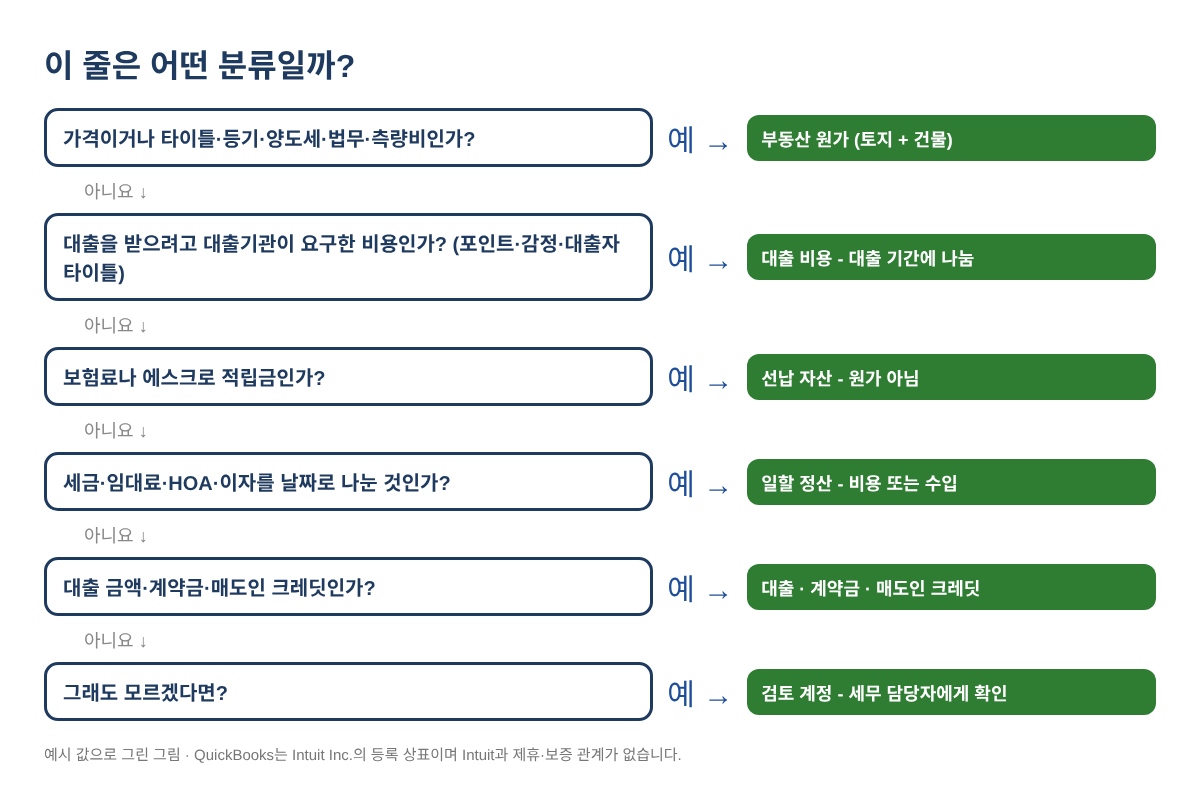 이 줄은 어떤 분류일까?
가격이거나 타이틀·등기·양도세·법무·측량비인가?
예 →
부동산 원가 (토지 + 건물)
아니요 ↓
대출을 받으려고 대출기관이 요구한 비용인가? (포인트·감정·대출자
타이틀)
예 →
대출 비용 - 대출 기간에 나눔
아니요 ↓
보험료나 에스크로 적립금인가?
예 →
선납 자산 - 원가 아님
아니요 ↓
세금·임대료·HOA·이자를 날짜로 나눈 것인가?
예 →
일할 정산 - 비용 또는 수입
아니요 ↓
대출 금액·계약금·매도인 크레딧인가?
예 →
대출 · 계약금 · 매도인 크레딧
아니요 ↓
그래도 모르겠다면?
예 →
검토 계정 - 세무 담당자에게 확인
예시 값으로 그린 그림 · QuickBooks는 Intuit Inc.의 등록 상표이며 Intuit과 제휴·보증 관계가 없습니다.